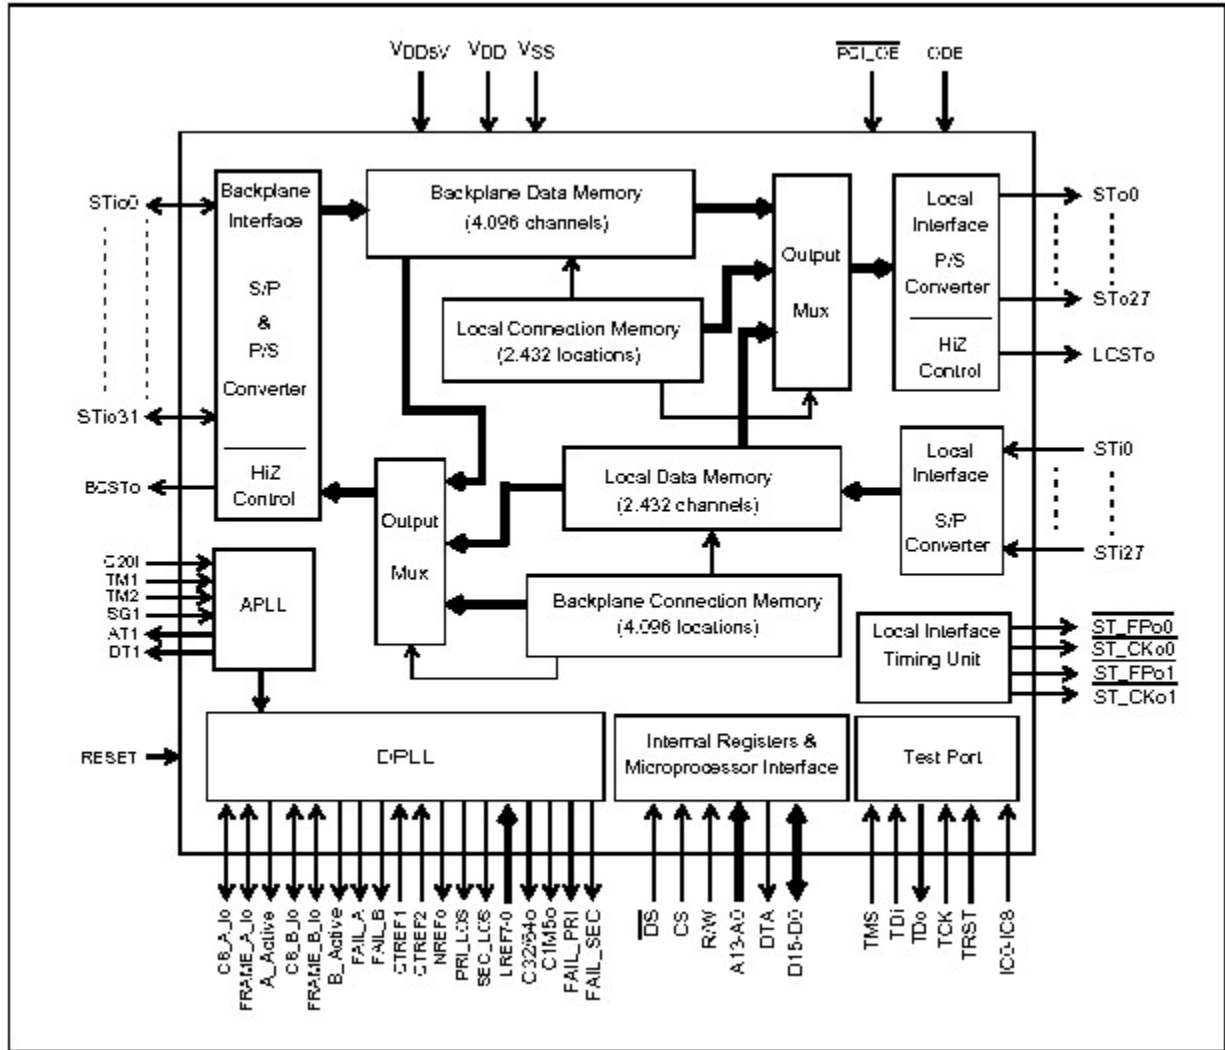 VDD5V VDD VSS PCI_OE ODE
Backplane
Interface
S/P
&
P/S
Converter
HiZ
Control
Backplane Data Memory
(4.096 channels)
Local Connection Memory
(2.432 locations)
Output
Mux
Local
Interface
P/S
Converter
HiZ
Control
STio0
STio31
BCSTo
STo0
STo27
LCSTo
Local Data Memory
(2.432 channels)
Local
Interface
S/P
Converter
STi0
STi27
Output
Mux
Backplane Connection Memory
(4.096 locations)
C20i
TM1
TM2
SG1
AT1
DT1
APLL
Local Interface
Timing Unit
ST_FPo0
ST_CKo0
ST_FPo1
ST_CKo1
RESET
DPLL
Internal Registers &
Microprocessor Interface
Test Port
C8_A_io
FRAME_A_io
A_Active
C8_B_io
FRAME_B_io
B_Active
FAIL_A
FAIL_B
CTREF1
CTREF2
NREFo
PRI_LOS
SEC_LOS
LREF7-0
C32/64o
C1M5o
FAIL_PRI
FAIL_SEC
DS
CS
R/W
A13-A0
DTA
D15-D0
TMS
TDi
TDo
TCK
TRST
IC0-IC8